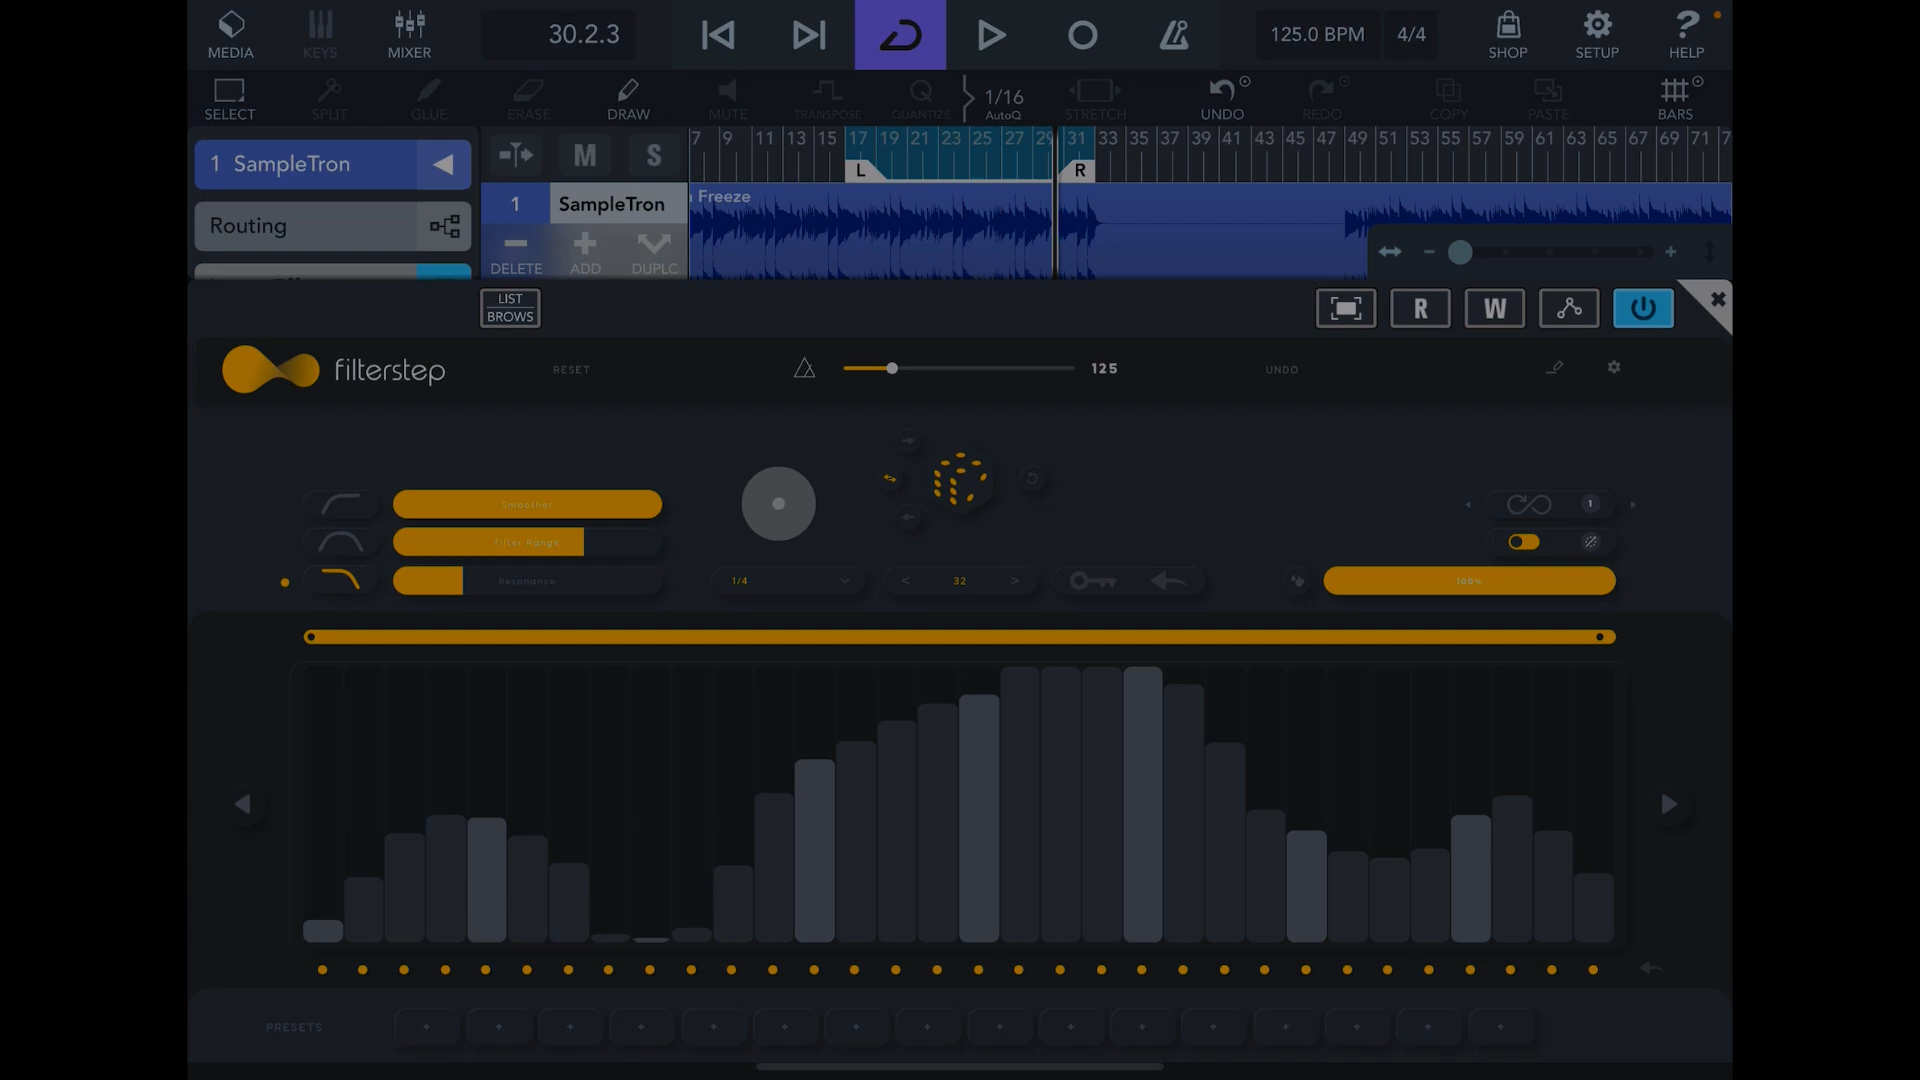 MEDIA KEYS MIXER 30.2.3 125.0 BPM 4/4 SHOP SETUP HELP
SELECT SPLIT GLUE ERASE DRAW MUTE TRANSPOSE QUANTIZE 1/16 AutoQ STRETCH UNDO REDO COPY PASTE BARS
7 9 11 13 15 17 19 21 23 25 27 29 31 33 35 37 39 41 43 45 47 49 51 53 55 57 59 61 63 65 67 69 71 7
1 SampleTron M S L R
1 SampleTron Freeze
Routing
DELETE ADD DUPLC
LIST
BROWS
R W
filterstep RESET 125 UNDO
Smoother 1
Filter Range
Resonance 1/4 < 32 > 100%
PRESETS + + + + + + + + + + + + + + + +